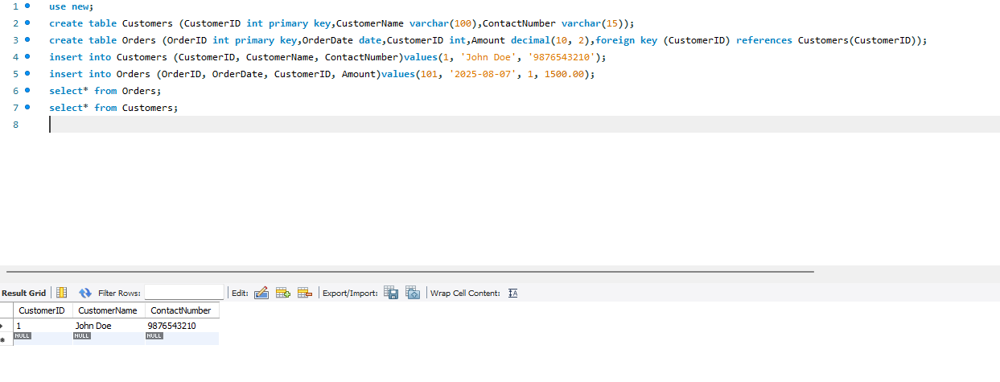 1 use new;
2 create table Customers (CustomerID int primary key,CustomerName varchar(100),ContactNumber varchar(15));
3 create table Orders (OrderID int primary key,OrderDate date,CustomerID int,Amount decimal(10, 2),foreign key (CustomerID) references Customers(CustomerID));
4 insert into Customers (CustomerID, CustomerName, ContactNumber)values(1, 'John Doe', '9876543210');
5 insert into Orders (OrderID, OrderDate, CustomerID, Amount)values(101, '2025-08-07', 1, 1500.00);
6 select* from Orders;
7 select* from Customers;
8
Result Grid Filter Rows: Edit: Export/Import: Wrap Cell Content: IA
CustomerID CustomerName ContactNumber
1 John Doe 9876543210
NULL NULL NULL